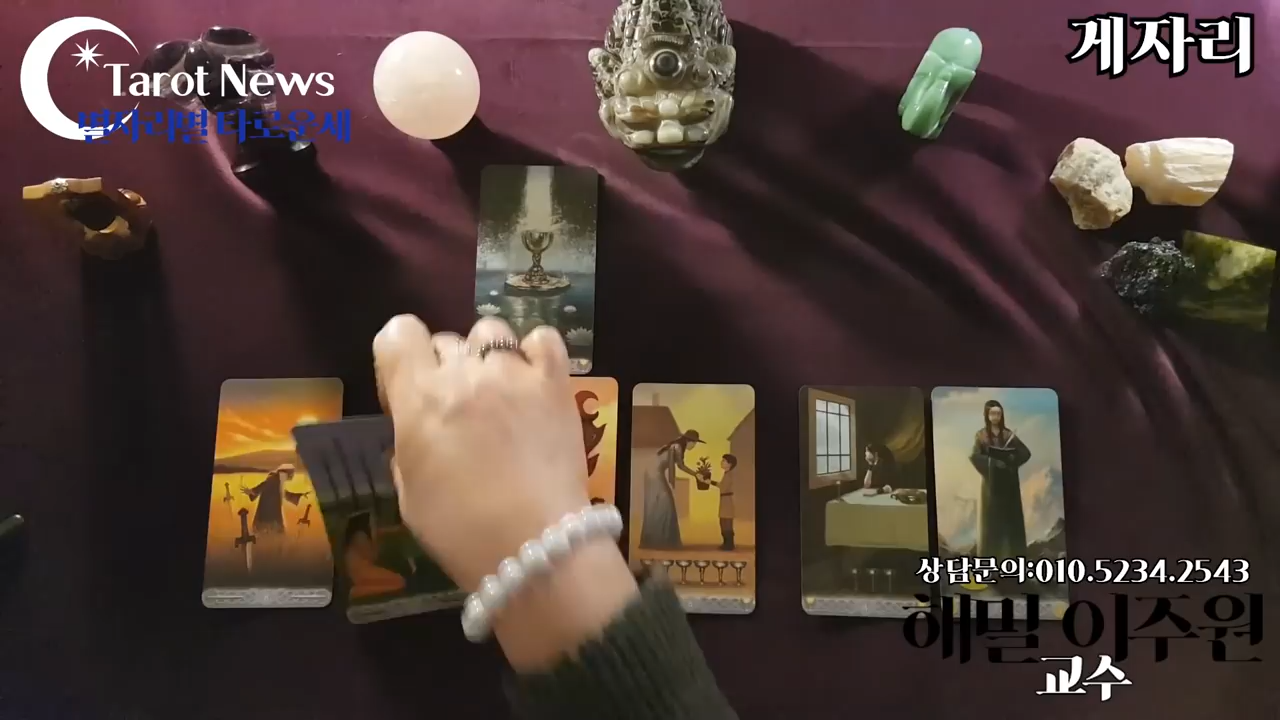 게자리
Tarot News
별자리별 타로운세
상담문의:010.5234.2543
해밀 이주원
교수